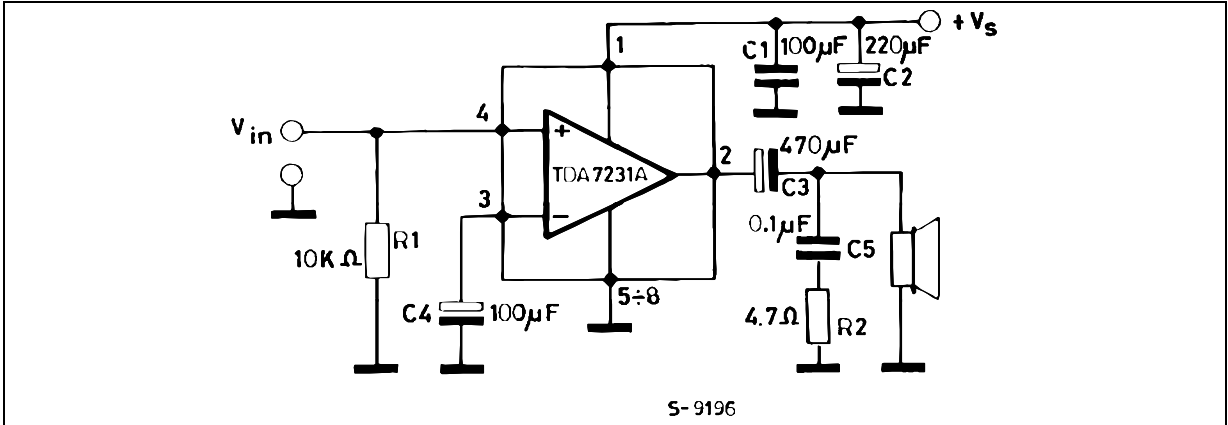 + Vs
1
C1 100µF
220µF
C2
4
Vin
+
TDA7231A
2
470µF
C3
3
−
0.1µF
C5
R1
10K Ω
C4 100µF
5÷8
4.7Ω
R2
S-9196